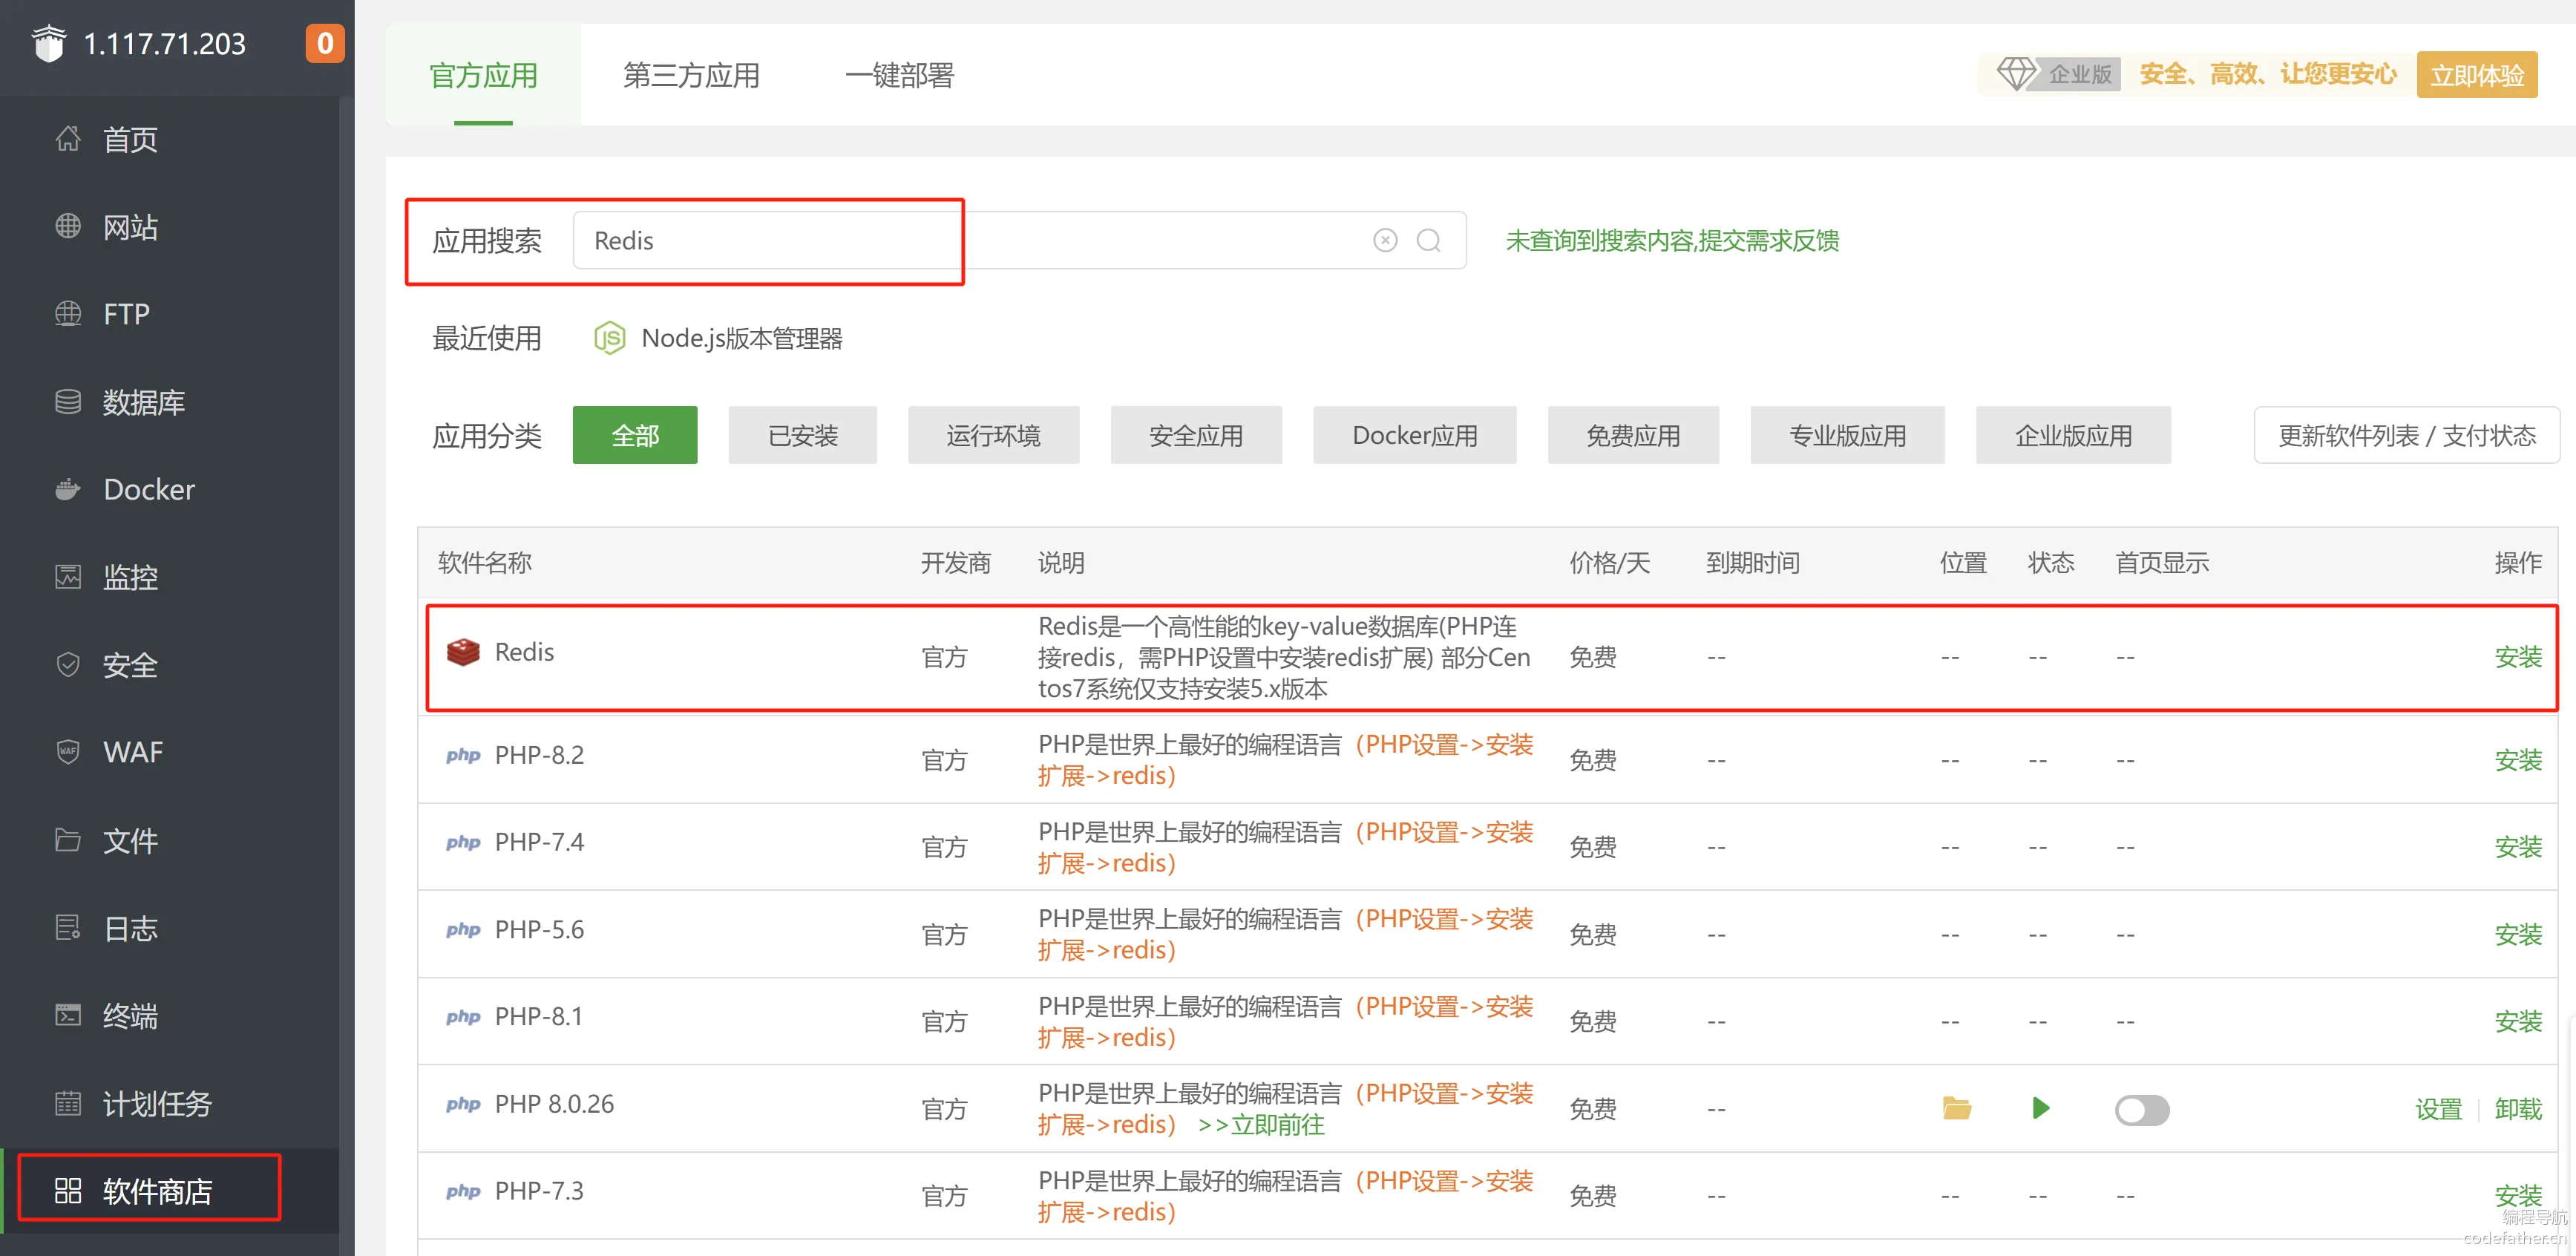 1.117.71.203
0
首页
网站
FTP
数据库
Docker
监控
安全
WAF
文件
日志
终端
计划任务
软件商店
官方应用
第三方应用
一键部署
企业版
安全、高效、让您更安心
立即体验
应用搜索
Redis
未查询到搜索内容,提交需求反馈
最近使用
JS
Node.js版本管理器
应用分类
全部
已安装
运行环境
安全应用
Docker应用
免费应用
专业版应用
企业版应用
更新软件列表 / 支付状态
软件名称 开发商 说明 价格/天 到期时间 位置 状态 首页显示 操作
Redis 官方
Redis是一个高性能的key-value数据库(PHP连
接redis，需PHP设置中安装redis扩展) 部分Cen
tos7系统仅支持安装5.x版本
免费 -- -- -- -- 安装
php PHP-8.2 官方
PHP是世界上最好的编程语言（PHP设置->安装
扩展->redis）
免费 -- -- -- -- 安装
php PHP-7.4 官方
PHP是世界上最好的编程语言（PHP设置->安装
扩展->redis）
免费 -- -- -- -- 安装
php PHP-5.6 官方
PHP是世界上最好的编程语言（PHP设置->安装
扩展->redis）
免费 -- -- -- -- 安装
php PHP-8.1 官方
PHP是世界上最好的编程语言（PHP设置->安装
扩展->redis）
免费 -- -- -- -- 安装
php PHP 8.0.26 官方
PHP是世界上最好的编程语言（PHP设置->安装
扩展->redis） >>立即前往
免费 -- 设置 | 卸载
php PHP-7.3 官方
PHP是世界上最好的编程语言（PHP设置->安装
扩展->redis）
免费 -- -- -- -- 安装
编程导航
codefather.cn